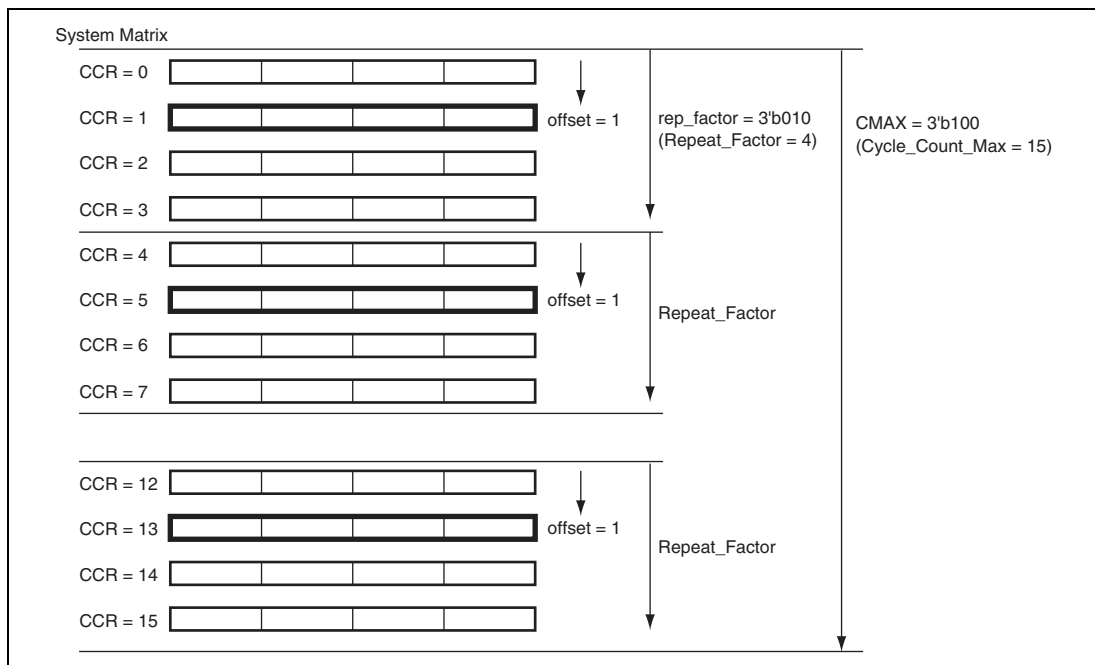 System Matrix
CCR = 0
CCR = 1
offset = 1
rep_factor = 3'b010
(Repeat_Factor = 4)
CMAX = 3'b100
(Cycle_Count_Max = 15)
CCR = 2
CCR = 3
CCR = 4
CCR = 5
offset = 1
Repeat_Factor
CCR = 6
CCR = 7
CCR = 12
CCR = 13
offset = 1
Repeat_Factor
CCR = 14
CCR = 15